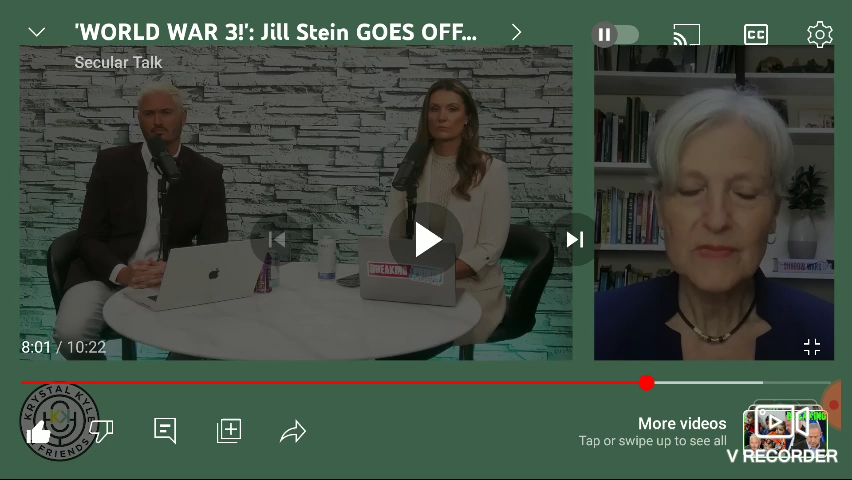 'WORLD WAR 3!': Jill Stein GOES OFF...
Secular Talk
CC
BREAKING
8:01 / 10:22
KRYSTAL KYLE
FRIENDS
More videos
Tap or swipe up to see all
V RECORDER